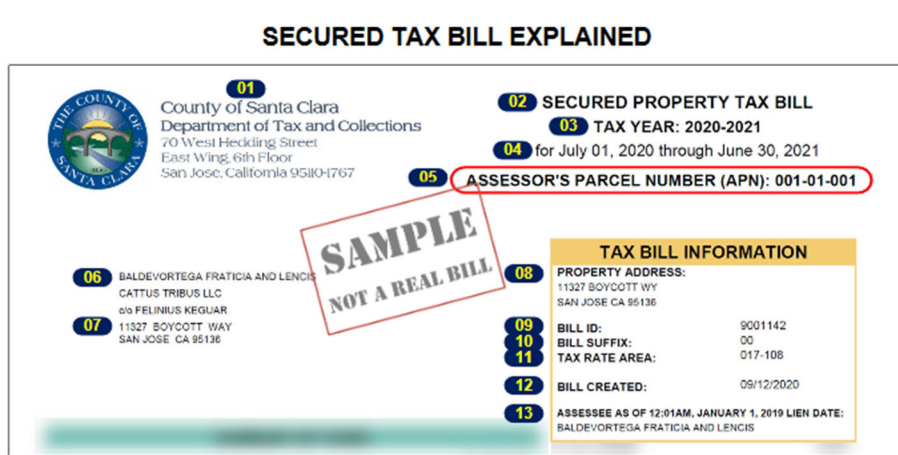 SECURED TAX BILL EXPLAINED
THE COUNTY OF SANTA CLARA
01
County of Santa Clara
Department of Tax and Collections
70 West Hedding Street
East Wing, 6th Floor
San Jose, California 95110-1767
02 SECURED PROPERTY TAX BILL
03 TAX YEAR: 2020-2021
04 for July 01, 2020 through June 30, 2021
05 ASSESSOR'S PARCEL NUMBER (APN): 001-01-001
SAMPLE
NOT A REAL BILL
06 BALDEVORTEGA FRATICIA AND LENCIS
CATTUS TRIBUS LLC
c/o FELINIUS KEGUAR
07 11327 BOYCOTT WAY
SAN JOSE CA 95136
TAX BILL INFORMATION
08 PROPERTY ADDRESS:
11327 BOYCOTT WY
SAN JOSE CA 95136
09 BILL ID: 9001142
10 BILL SUFFIX: 00
11 TAX RATE AREA: 017-108
12 BILL CREATED: 09/12/2020
13 ASSESSEE AS OF 12:01AM, JANUARY 1, 2019 LIEN DATE:
BALDEVORTEGA FRATICIA AND LENCIS